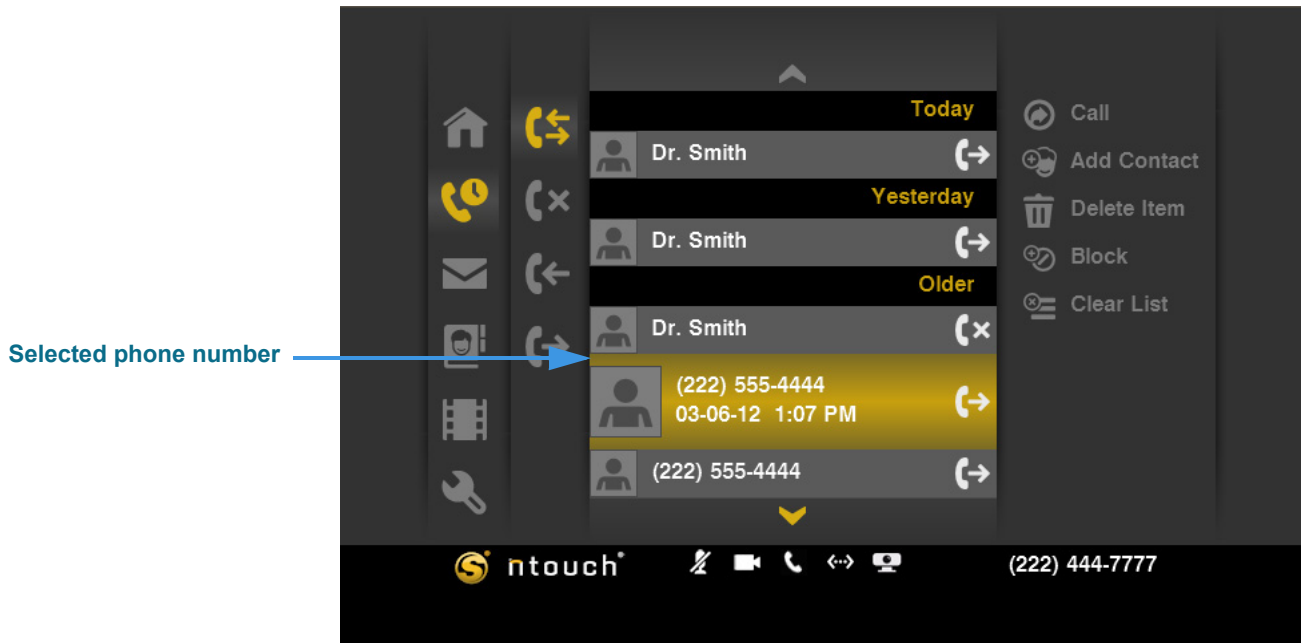 Today
Dr. Smith
Yesterday
Dr. Smith
Older
Dr. Smith
(222) 555-4444
03-06-12 1:07 PM
(222) 555-4444
Call
Add Contact
Delete Item
Block
Clear List
Selected phone number
S ntouch
(222) 444-7777